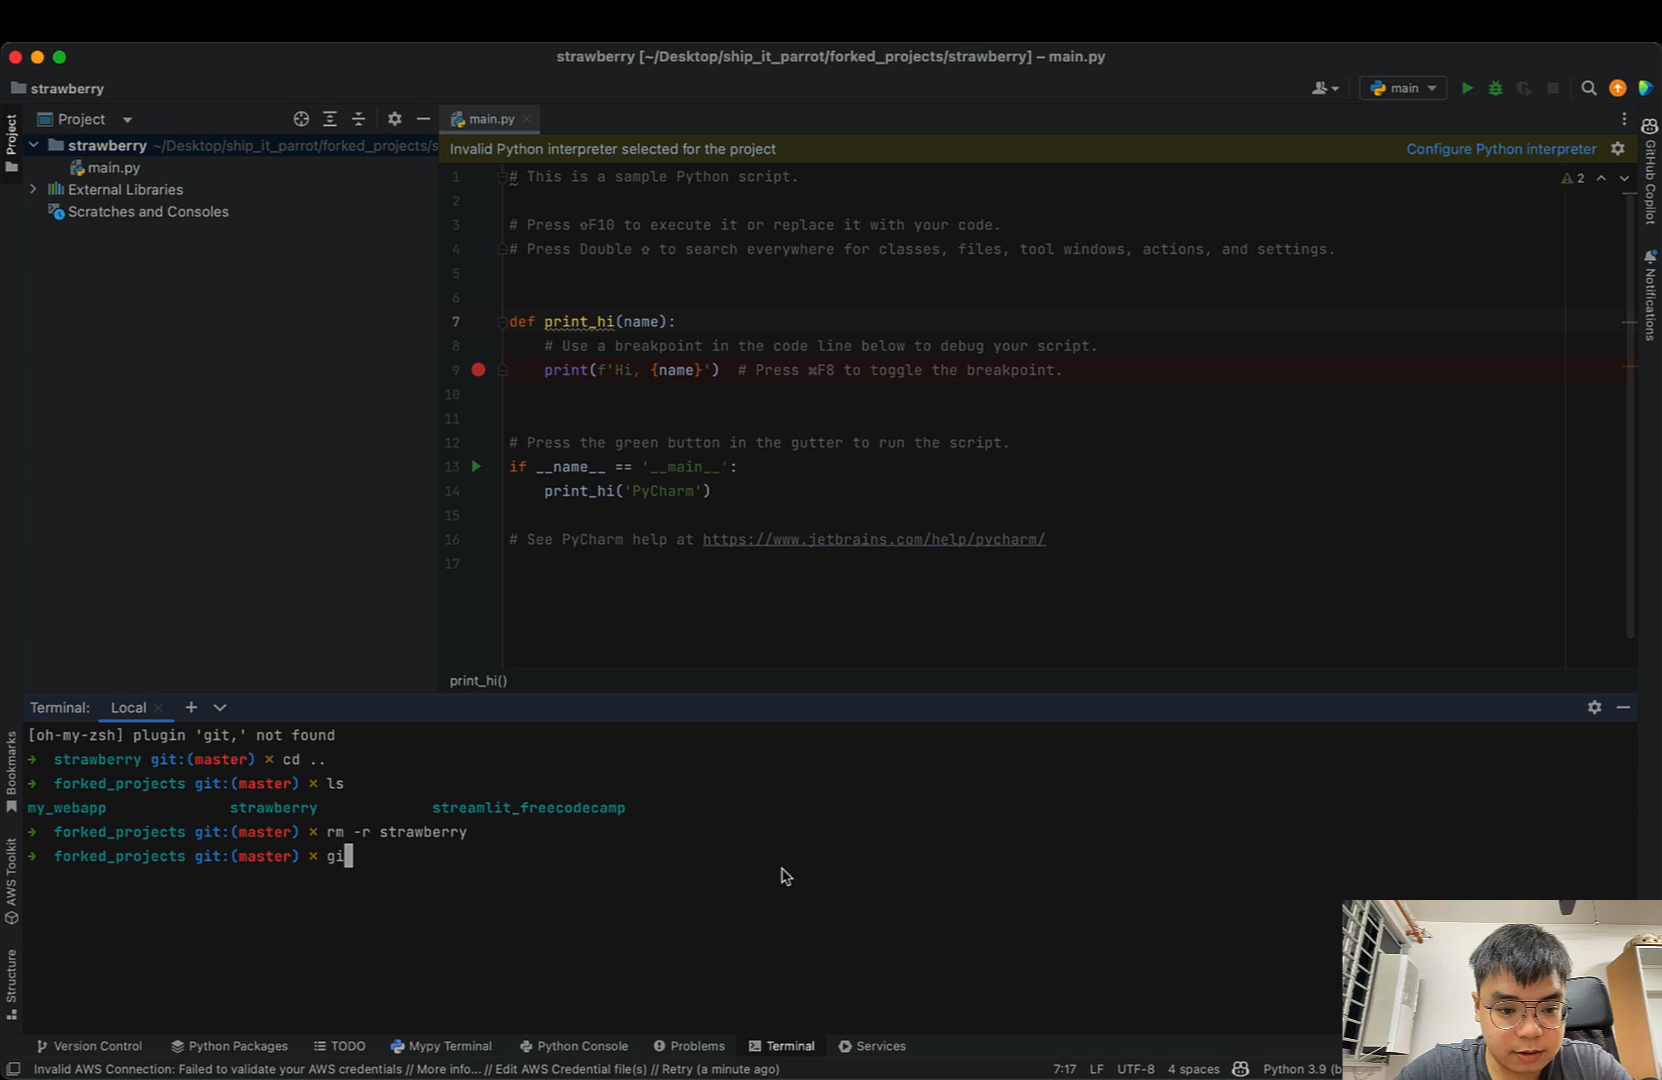 strawberry [~/Desktop/ship_it_parrot/forked_projects/strawberry] – main.py
strawberry
main
Project
Project
main.py
strawberry ~/Desktop/ship_it_parrot/forked_projects/s
main.py
External Libraries
Scratches and Consoles
Invalid Python interpreter selected for the project
Configure Python interpreter
2
1 # This is a sample Python script.
2
3 # Press ⇧F10 to execute it or replace it with your code.
4 # Press Double ⇧ to search everywhere for classes, files, tool windows, actions, and settings.
5
6
7 def print_hi(name):
8 # Use a breakpoint in the code line below to debug your script.
9 print(f'Hi, {name}') # Press ⌘F8 to toggle the breakpoint.
10
11
12 # Press the green button in the gutter to run the script.
13 if __name__ == '__main__':
14 print_hi('PyCharm')
15
16 # See PyCharm help at https://www.jetbrains.com/help/pycharm/
17
print_hi()
GitHub Copilot
Notifications
Terminal: Local
[oh-my-zsh] plugin 'git,' not found
→ strawberry git:(master) × cd ..
→ forked_projects git:(master) × ls
my_webapp strawberry streamlit_freecodecamp
→ forked_projects git:(master) × rm -r strawberry
→ forked_projects git:(master) × gi
Bookmarks
AWS Toolkit
Structure
Version Control
Python Packages
TODO
Mypy Terminal
Python Console
Problems
Terminal
Services
Invalid AWS Connection: Failed to validate your AWS credentials // More info... // Edit AWS Credential file(s) // Retry (a minute ago)
7:17 LF UTF-8 4 spaces Python 3.9 (b